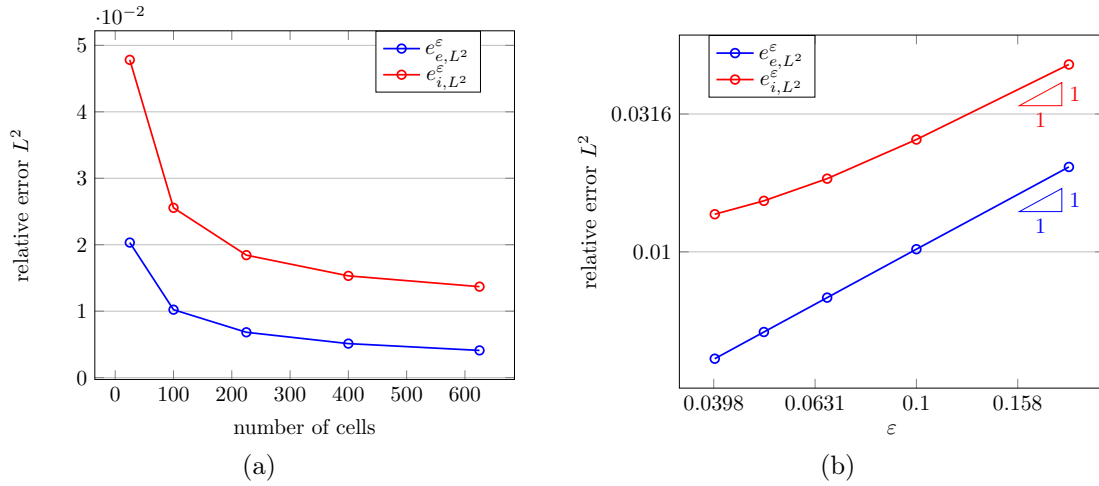 ·10⁻²
5
4
3
2
1
0
0 100 200 300 400 500 600
relative error L²
number of cells
e^ε_{e,L²}
e^ε_{i,L²}
(a)
0.0316
0.01
0.0398 0.0631 0.1 0.158
relative error L²
ε
e^ε_{e,L²}
e^ε_{i,L²}
1
1
1
1
(b)